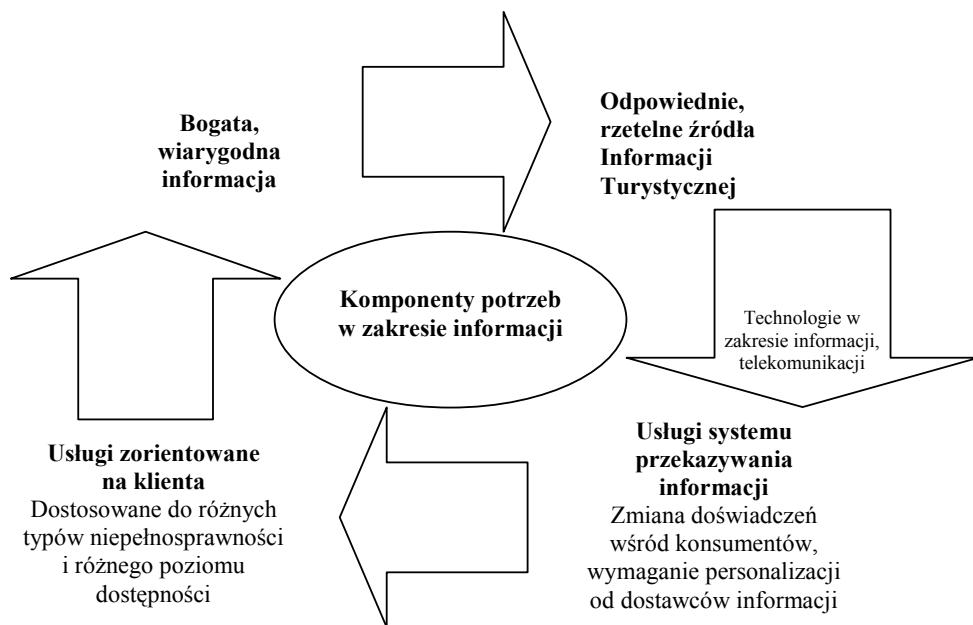 Bogata,
wiarygodna
informacja
Odpowiednie,
rzetelne źródła
Informacji
Turystycznej
Komponenty potrzeb
w zakresie informacji
Technologie w
zakresie informacji,
telekomunikacji
Usługi zorientowane
na klienta
Dostosowane do różnych
typów niepełnosprawności
i różnego poziomu
dostępności
Usługi systemu
przekazywania
informacji
Zmiana doświadczeń
wśród konsumentów,
wymaganie personalizacji
od dostawców informacji